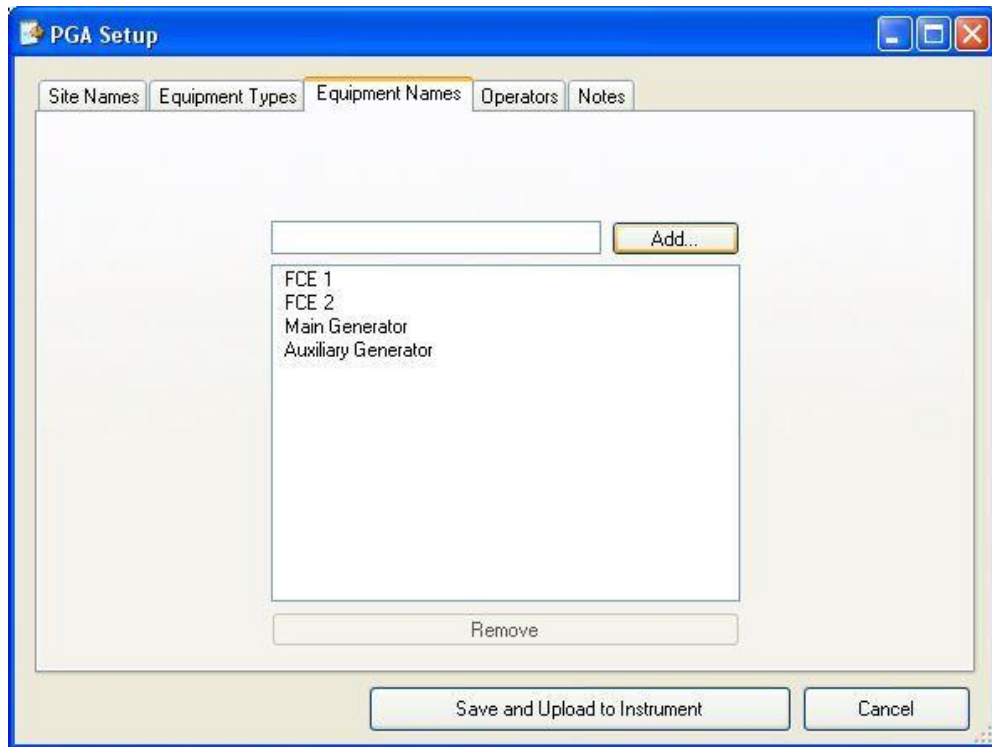 PGA Setup
Site Names Equipment Types Equipment Names Operators Notes
Add...
FCE 1
FCE 2
Main Generator
Auxiliary Generator
Remove
Save and Upload to Instrument Cancel